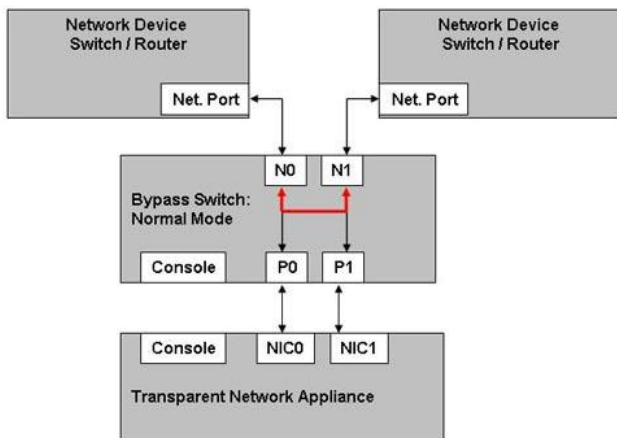 Network Device
Switch / Router
Network Device
Switch / Router
Net. Port
Net. Port
N0
N1
Bypass Switch:
Normal Mode
Console
P0
P1
Console
NIC0
NIC1
Transparent Network Appliance